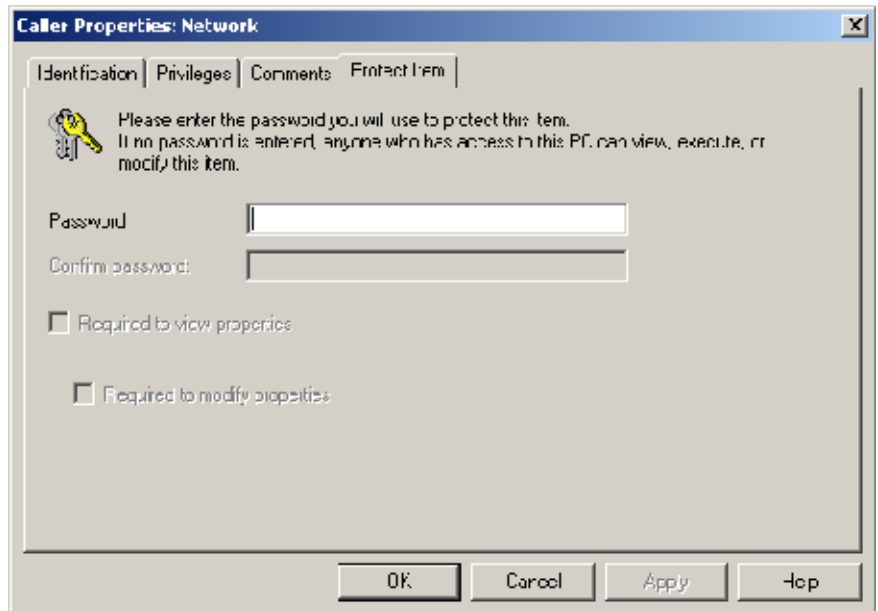 Caller Properties: Network
Identification Privileges Comments Protect Item
Please enter the password you will use to protect this item.
If no password is entered, anyone who has access to this PC can view, execute, or
modify this item.
Password
Confirm password:
Required to view properties
Required to modify properties
OK Cancel Apply Help